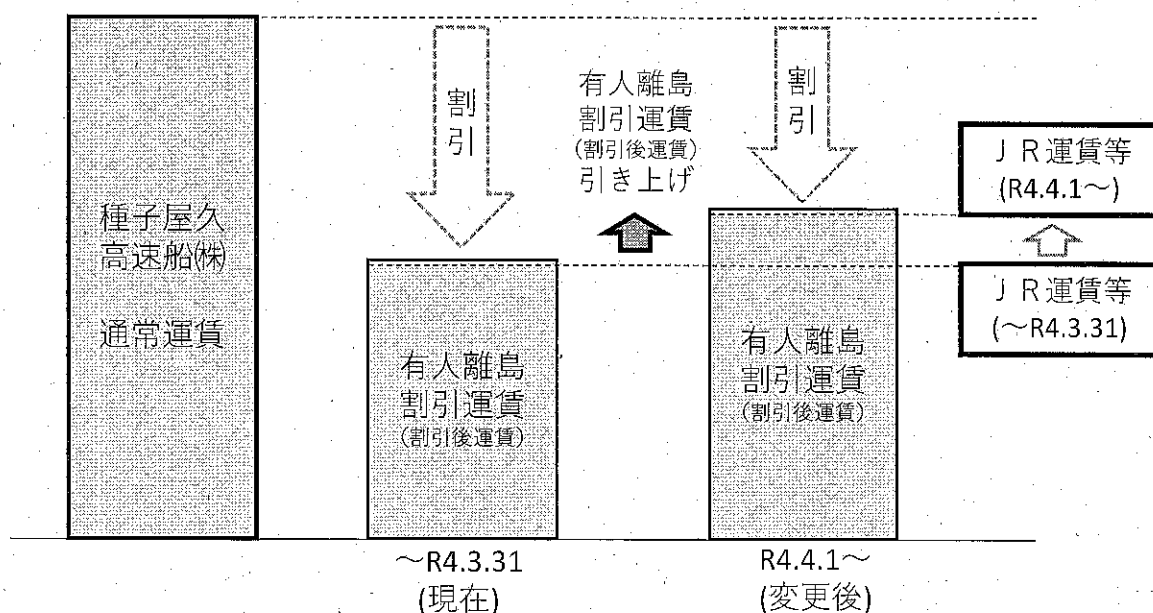 種子屋久
高速船㈱
通常運賃
割引
有人離島
割引運賃
(割引後運賃)
～R4.3.31
(現在)
有人離島
割引運賃
(割引後運賃)
引き上げ
割引
有人離島
割引運賃
(割引後運賃)
R4.4.1～
(変更後)
ＪＲ運賃等
(R4.4.1～)
ＪＲ運賃等
(～R4.3.31)